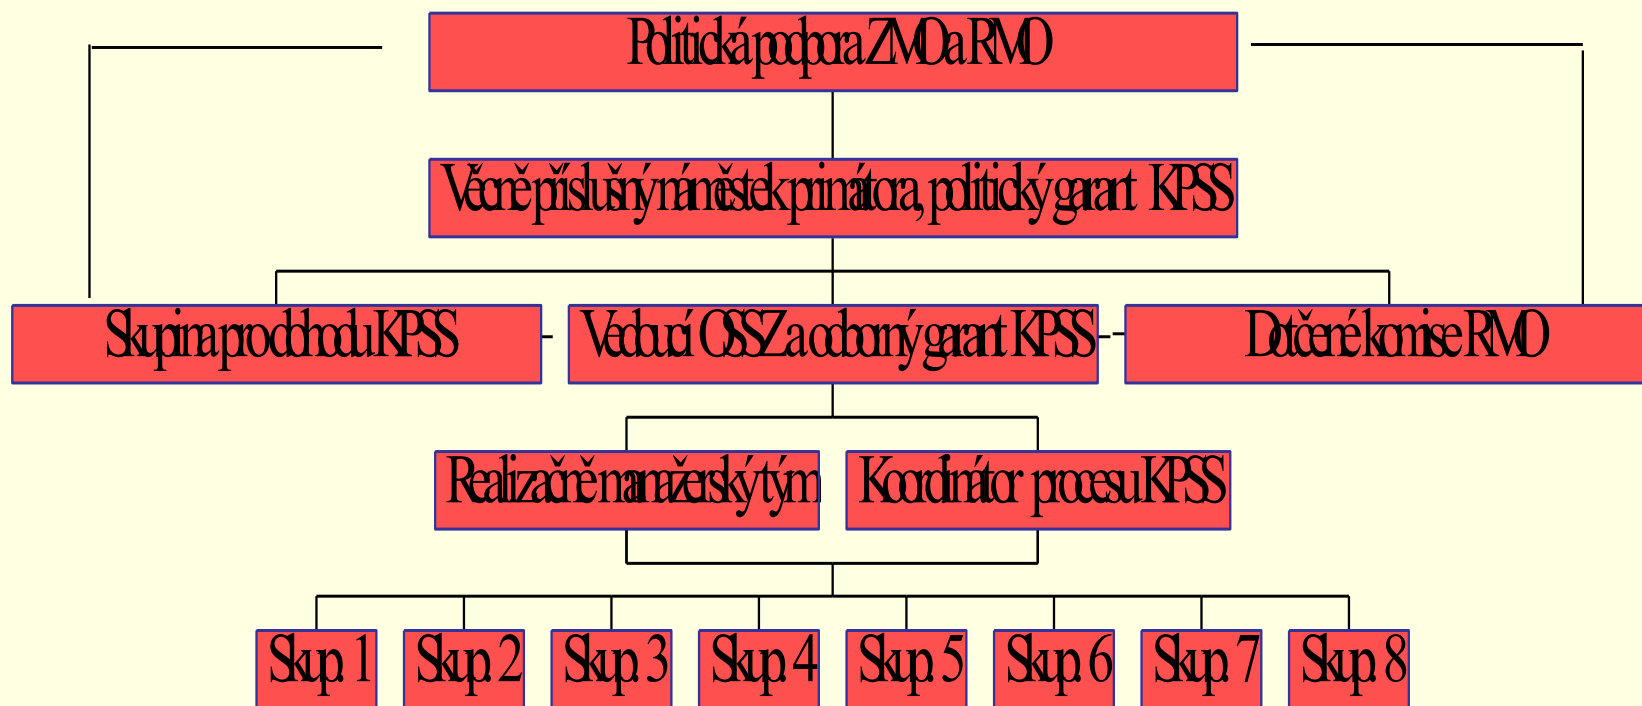 Politická podpora ZMO a RMO
Věcně příslušný náměstek primátora, politický garant KPSS
Skupina pro dohodu KPSS
Vedoucí OSSZ a odborný garant KPSS
Dotčené komise RMO
Realizačně manažerský tým
Koordinátor procesu KPSS
Skup. 1
Skup. 2
Skup. 3
Skup. 4
Skup. 5
Skup. 6
Skup. 7
Skup. 8